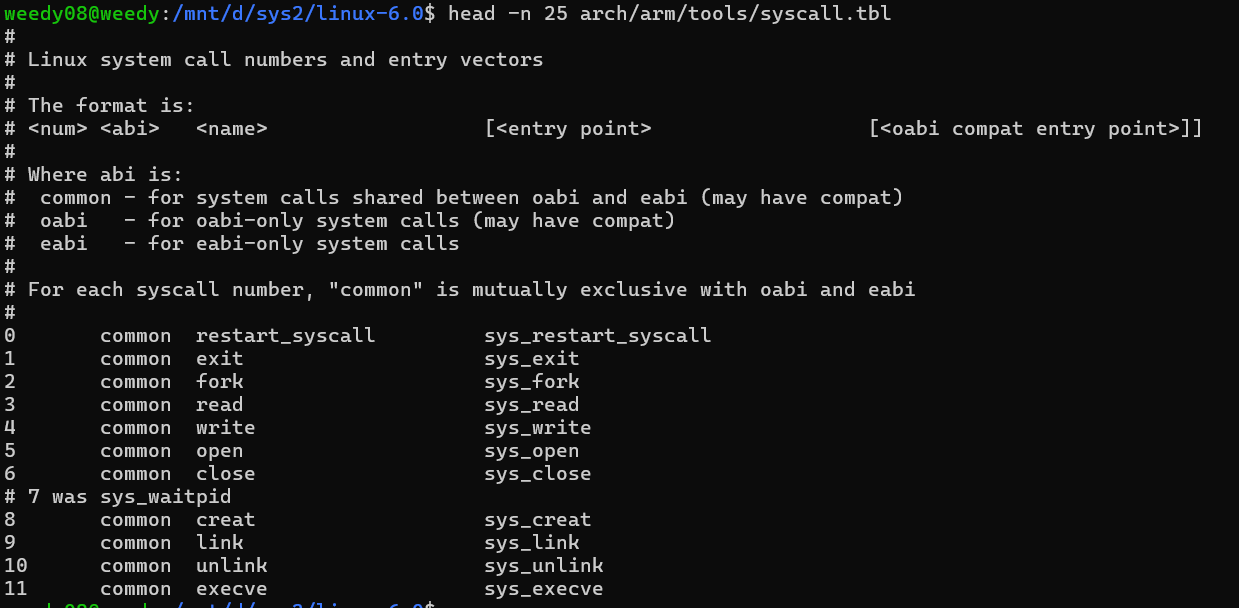 weedy08@weedy:/mnt/d/sys2/linux-6.0$ head -n 25 arch/arm/tools/syscall.tbl
#
# Linux system call numbers and entry vectors
#
# The format is:
# <num> <abi>   <name>                  [<entry point>                  [<oabi compat entry point>]]
#
# Where abi is:
#  common - for system calls shared between oabi and eabi (may have compat)
#  oabi   - for oabi-only system calls (may have compat)
#  eabi   - for eabi-only system calls
#
# For each syscall number, "common" is mutually exclusive with oabi and eabi
#
0       common  restart_syscall         sys_restart_syscall
1       common  exit                    sys_exit
2       common  fork                    sys_fork
3       common  read                    sys_read
4       common  write                   sys_write
5       common  open                    sys_open
6       common  close                   sys_close
# 7 was sys_waitpid
8       common  creat                   sys_creat
9       common  link                    sys_link
10      common  unlink                  sys_unlink
11      common  execve                  sys_execve